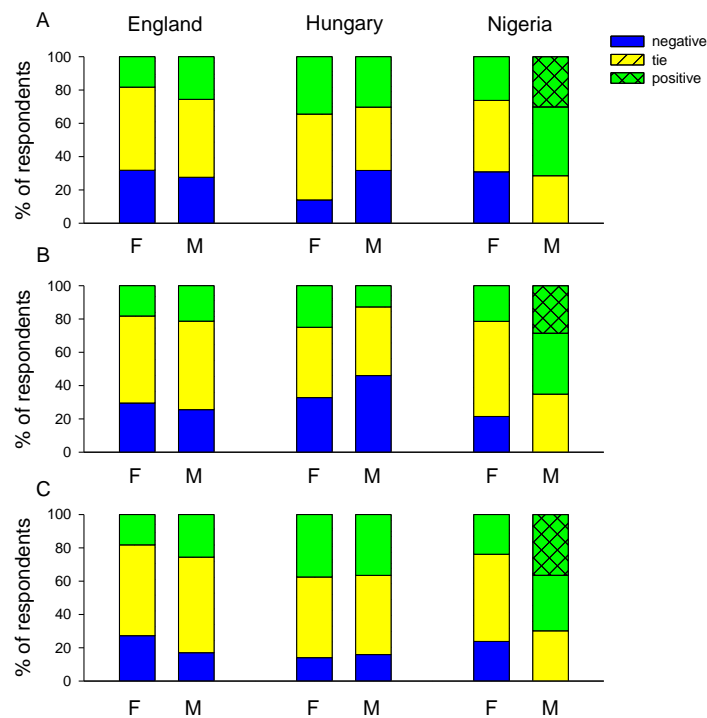 A England Hungary Nigeria
negative
tie
positive
% of respondents
100
80
60
40
20
0
F M F M F M
B
% of respondents
100
80
60
40
20
0
F M F M F M
C
% of respondents
100
80
60
40
20
0
F M F M F M